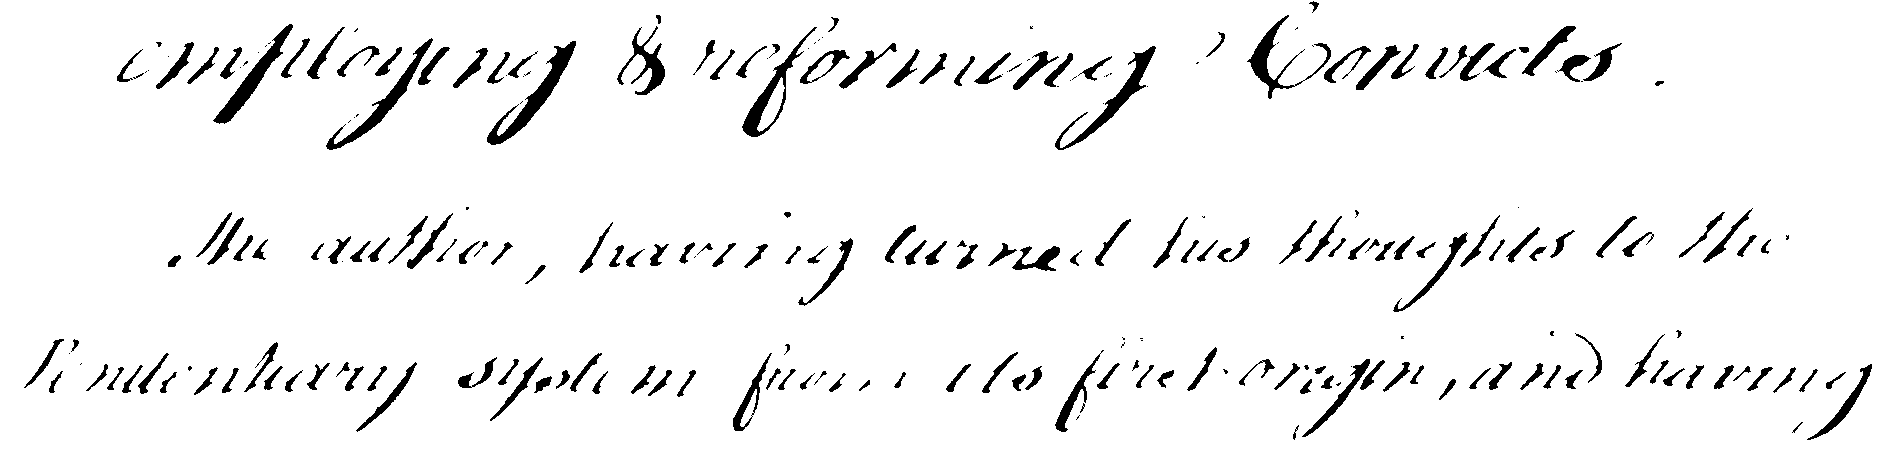 employing & reforming Convicts.
The author, having turned his thoughts to the
Penitentiary system from its first origin, and having